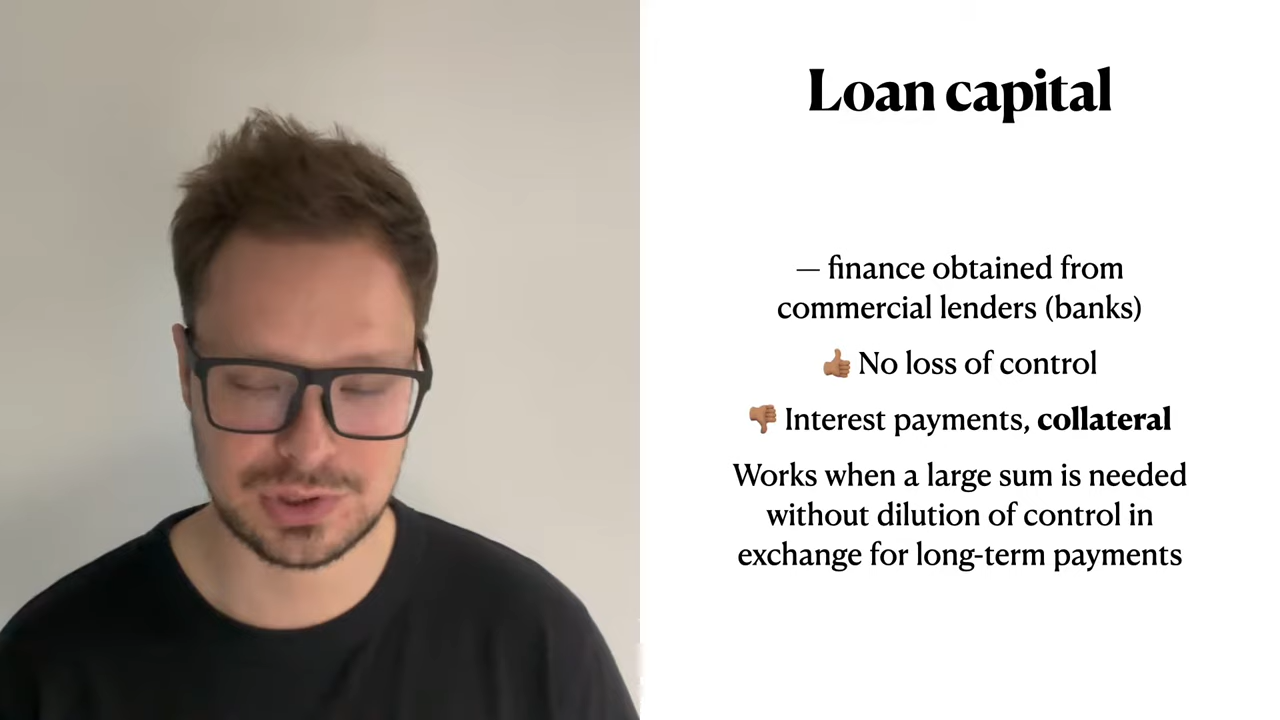 Loan capital
— finance obtained from
commercial lenders (banks)
👍🏽 No loss of control
👎🏽 Interest payments, collateral
Works when a large sum is needed
without dilution of control in
exchange for long-term payments